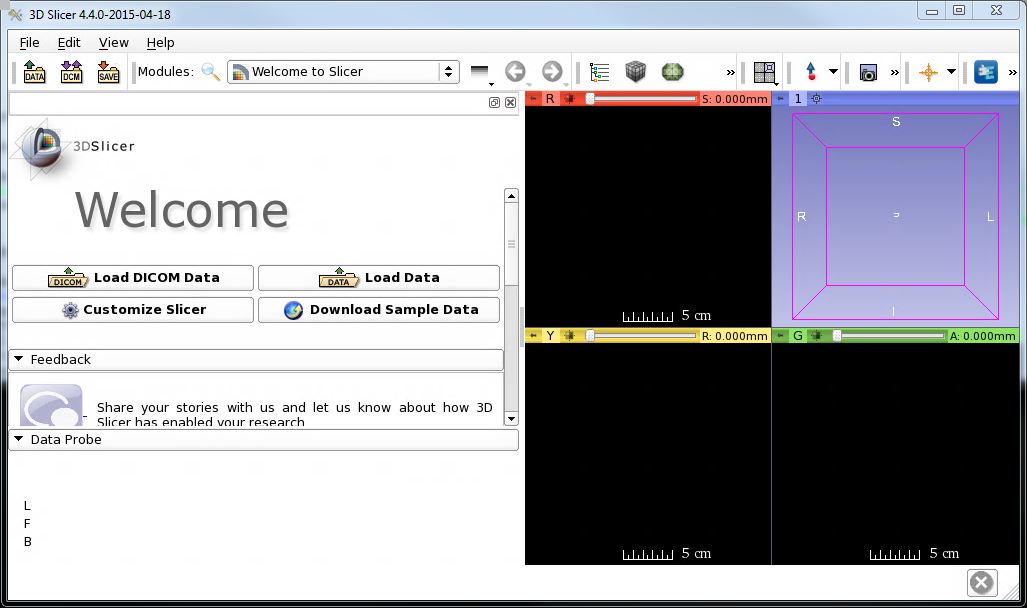 3D Slicer 4.4.0-2015-04-18
File Edit View Help
DATA DCM SAVE Modules: Welcome to Slicer
R S: 0.000mm 1
3DSlicer
Welcome
S
R L
I
DICOM Load DICOM Data DATA Load Data
Customize Slicer Download Sample Data
5 cm
Y R: 0.000mm G A: 0.000mm
Feedback
Share your stories with us and let us know about how 3D
Slicer has enabled your research
Data Probe
L
F
B
5 cm 5 cm